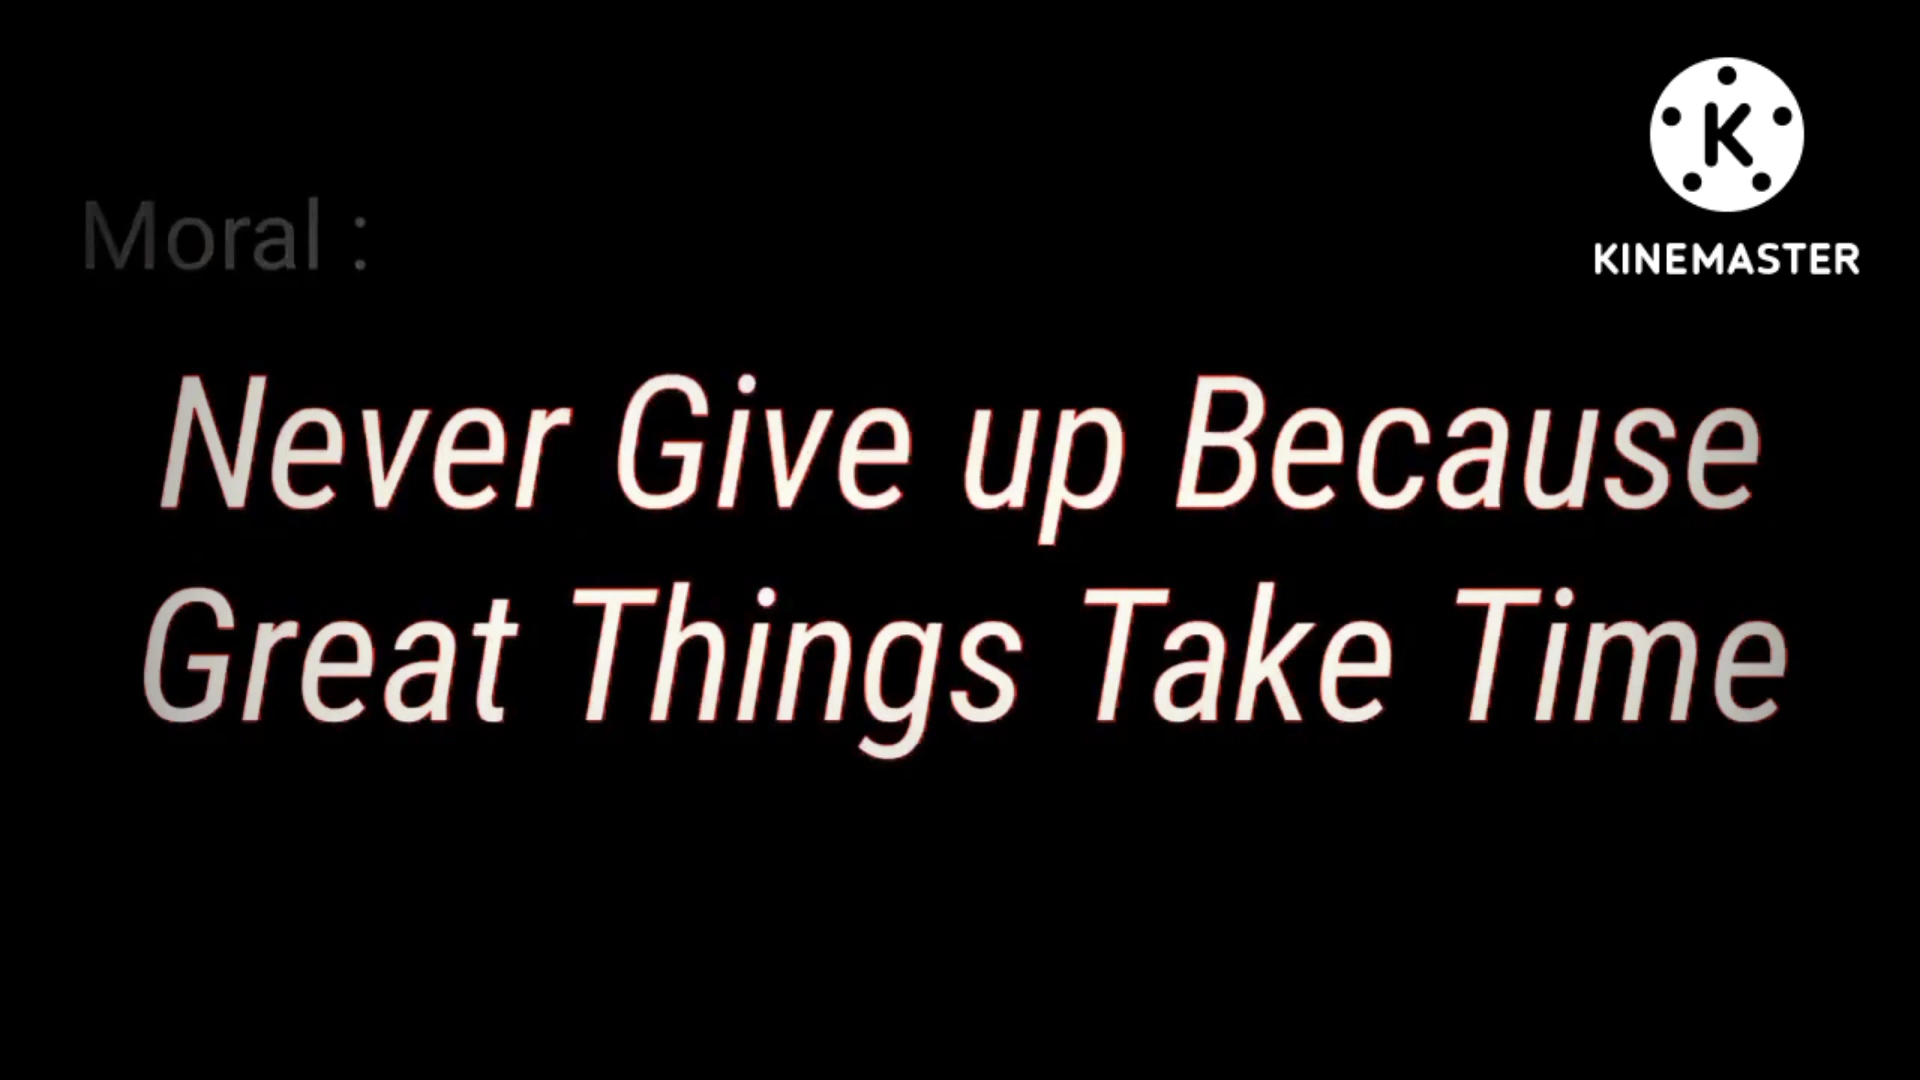 Moral :
K
KINEMASTER
Never Give up Because
Great Things Take Time